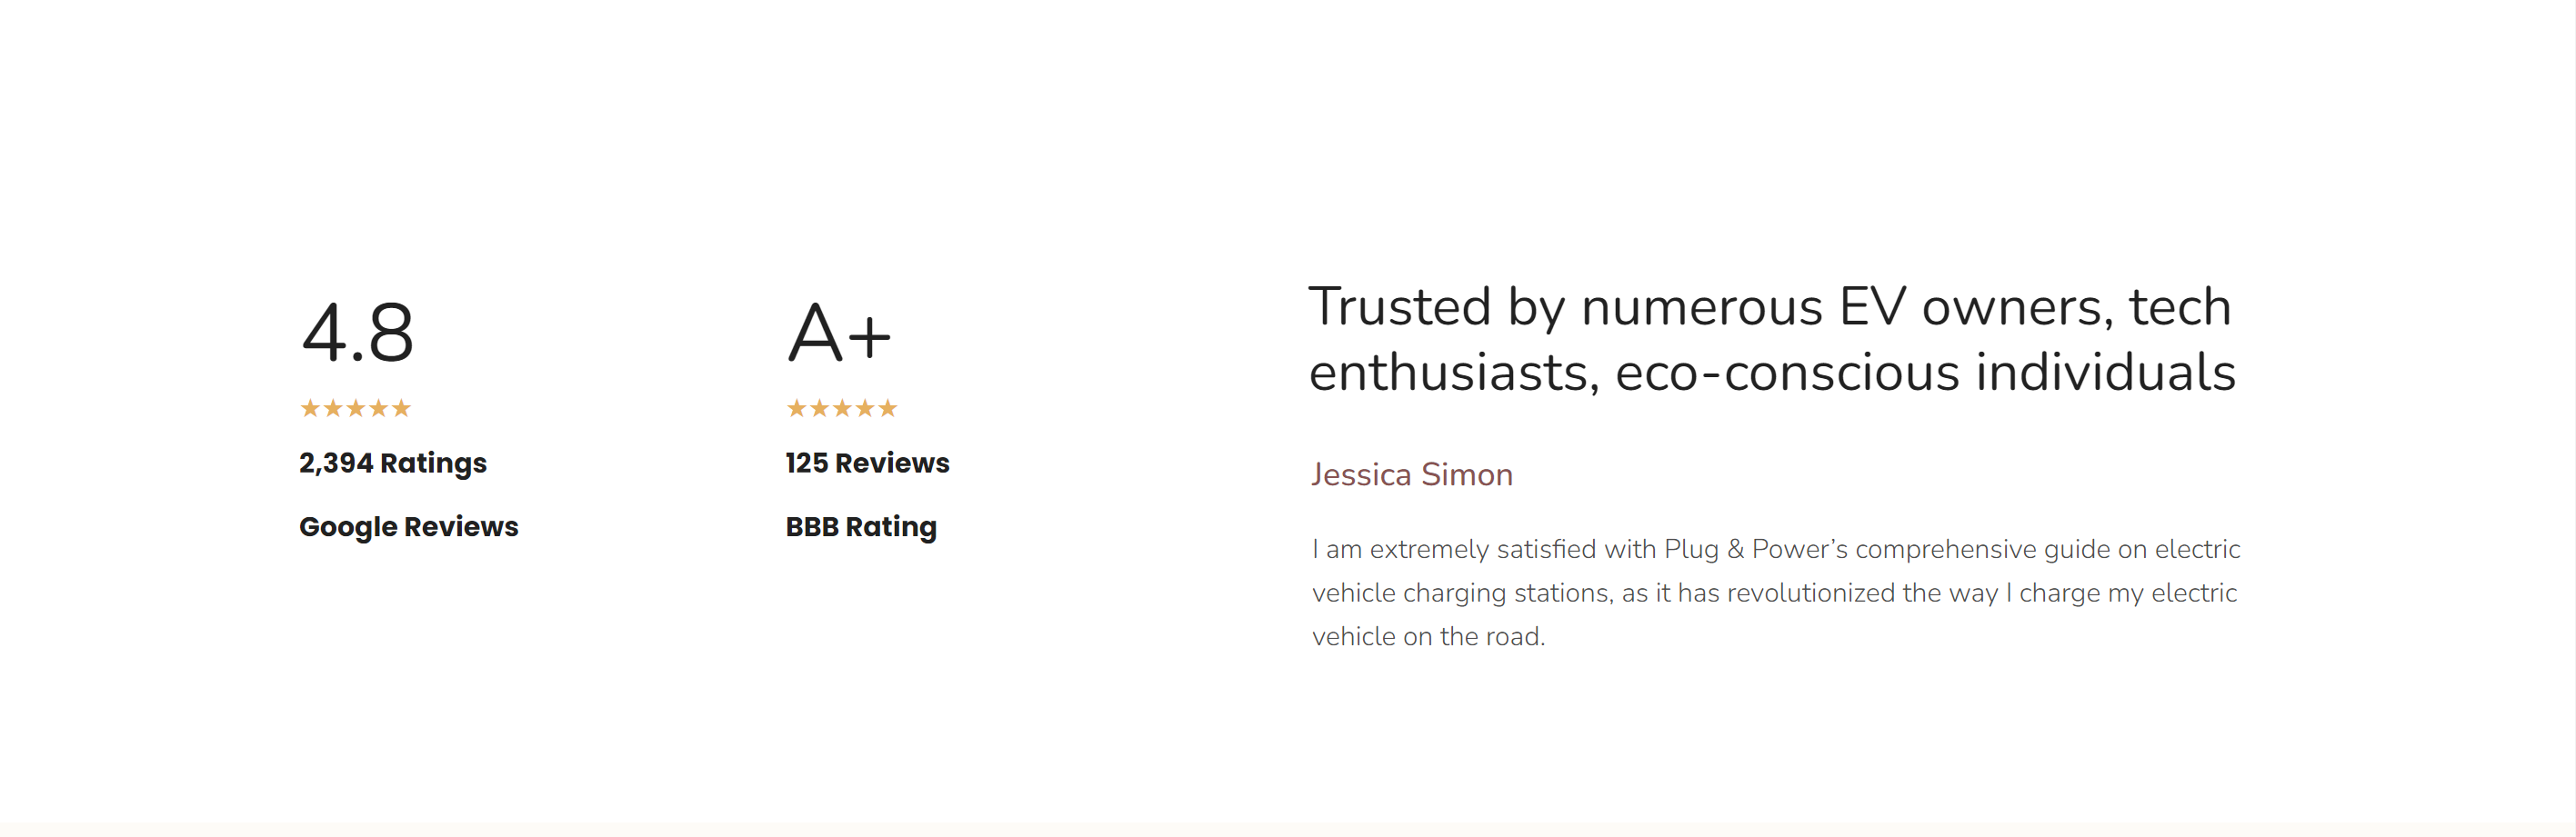 4.8
★★★★★
2,394 Ratings
Google Reviews
A+
★★★★★
125 Reviews
BBB Rating
Trusted by numerous EV owners, tech
enthusiasts, eco-conscious individuals
Jessica Simon
I am extremely satisfied with Plug & Power’s comprehensive guide on electric
vehicle charging stations, as it has revolutionized the way I charge my electric
vehicle on the road.